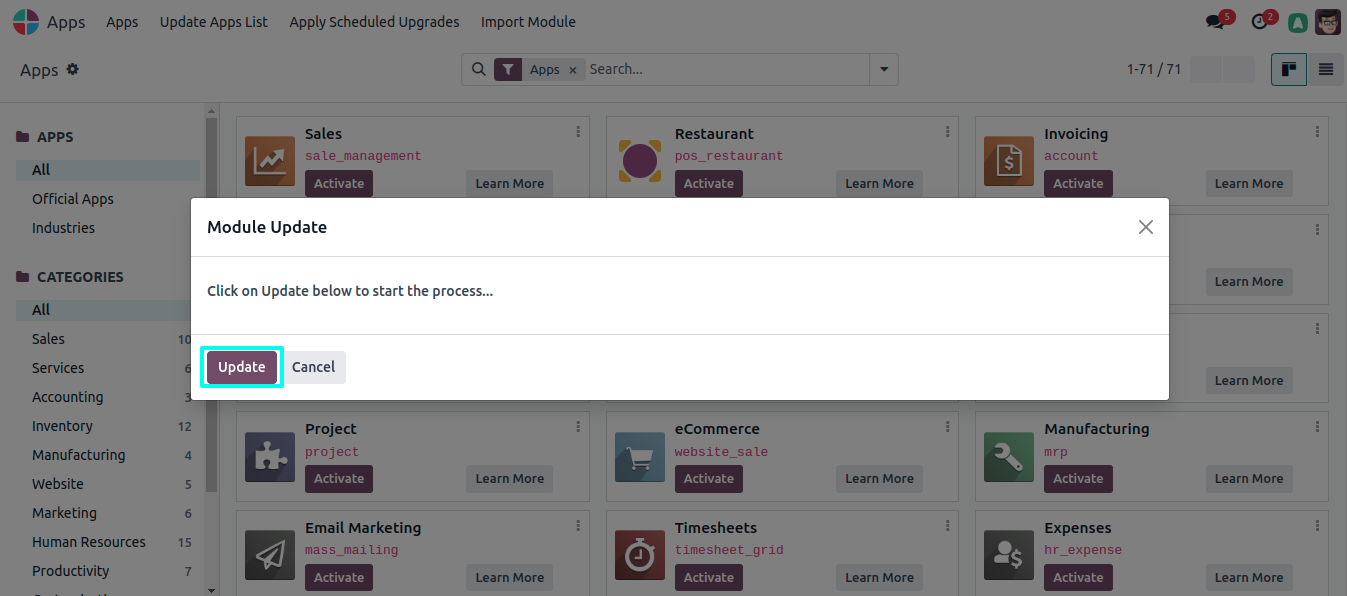 Apps Apps Update Apps List Apply Scheduled Upgrades Import Module 5 2
Apps Apps × Search... 1-71 / 71
APPS
All
Official Apps
Industries
CATEGORIES
All
Sales 10
Services 6
Accounting 3
Inventory 12
Manufacturing 4
Website 5
Marketing 6
Human Resources 15
Productivity 7
Sales
sale_management
Activate Learn More
Restaurant
pos_restaurant
Activate Learn More
Invoicing
account
Activate Learn More
Learn More
Learn More
Module Update
Click on Update below to start the process...
Update Cancel
Project
project
Activate Learn More
eCommerce
website_sale
Activate Learn More
Manufacturing
mrp
Activate Learn More
Email Marketing
mass_mailing
Activate Learn More
Timesheets
timesheet_grid
Activate Learn More
Expenses
hr_expense
Activate Learn More